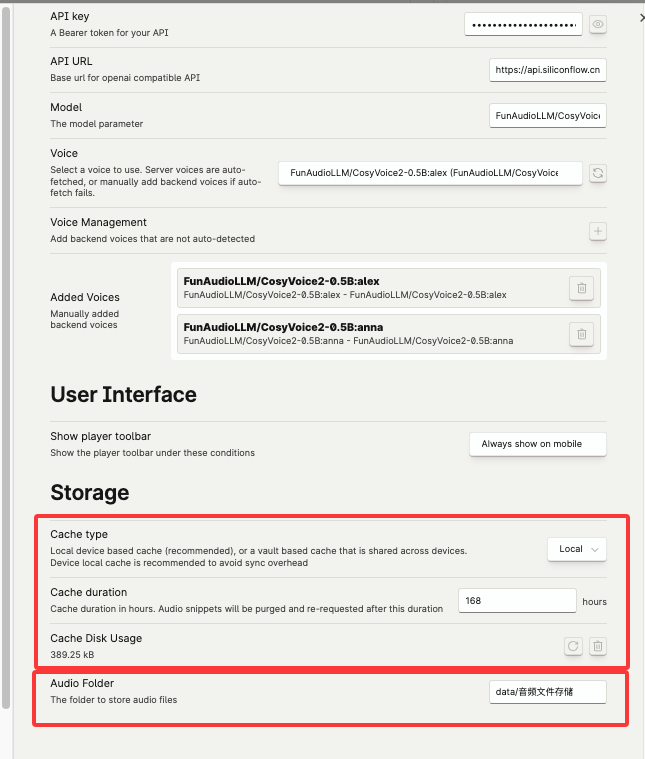 API key
A Bearer token for your API
API URL
Base url for openai compatible API
https://api.siliconflow.cn
Model
The model parameter
FunAudioLLM/CosyVoice
Voice
Select a voice to use. Server voices are auto-
fetched, or manually add backend voices if auto-
fetch fails.
FunAudioLLM/CosyVoice2-0.5B:alex (FunAudioLLM/CosyVoice
Voice Management
Add backend voices that are not auto-detected
Added Voices
Manually added
backend voices
FunAudioLLM/CosyVoice2-0.5B:alex
FunAudioLLM/CosyVoice2-0.5B:alex - FunAudioLLM/CosyVoice2-0.5B:alex
FunAudioLLM/CosyVoice2-0.5B:anna
FunAudioLLM/CosyVoice2-0.5B:anna - FunAudioLLM/CosyVoice2-0.5B:anna
User Interface
Show player toolbar
Show the player toolbar under these conditions
Always show on mobile
Storage
Cache type
Local device based cache (recommended), or a vault based cache that is shared across devices.
Device local cache is recommended to avoid sync overhead
Local
Cache duration
Cache duration in hours. Audio snippets will be purged and re-requested after this duration
168
hours
Cache Disk Usage
389.25 kB
Audio Folder
The folder to store audio files
data/音頻文件存储